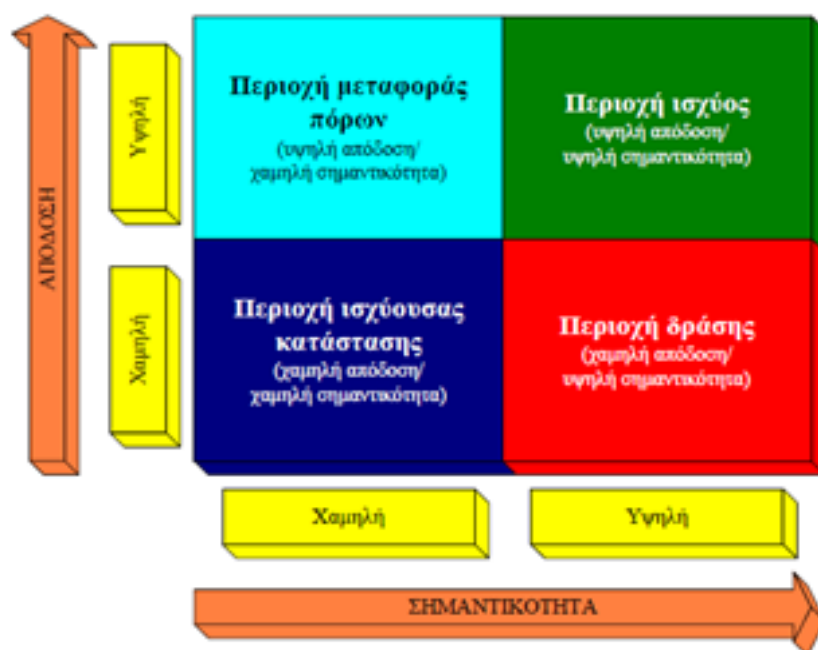 ΑΠΟΔΟΣΗ
Υψηλή
Χαμηλή
Περιοχή μεταφοράς
πόρων
(υψηλή απόδοση/
χαμηλή σημαντικότητα)
Περιοχή ισχύος
(υψηλή απόδοση/
υψηλή σημαντικότητα)
Περιοχή ισχύουσας
κατάστασης
(χαμηλή απόδοση/
χαμηλή σημαντικότητα)
Περιοχή δράσης
(χαμηλή απόδοση/
υψηλή σημαντικότητα)
Χαμηλή
Υψηλή
ΣΗΜΑΝΤΙΚΟΤΗΤΑ